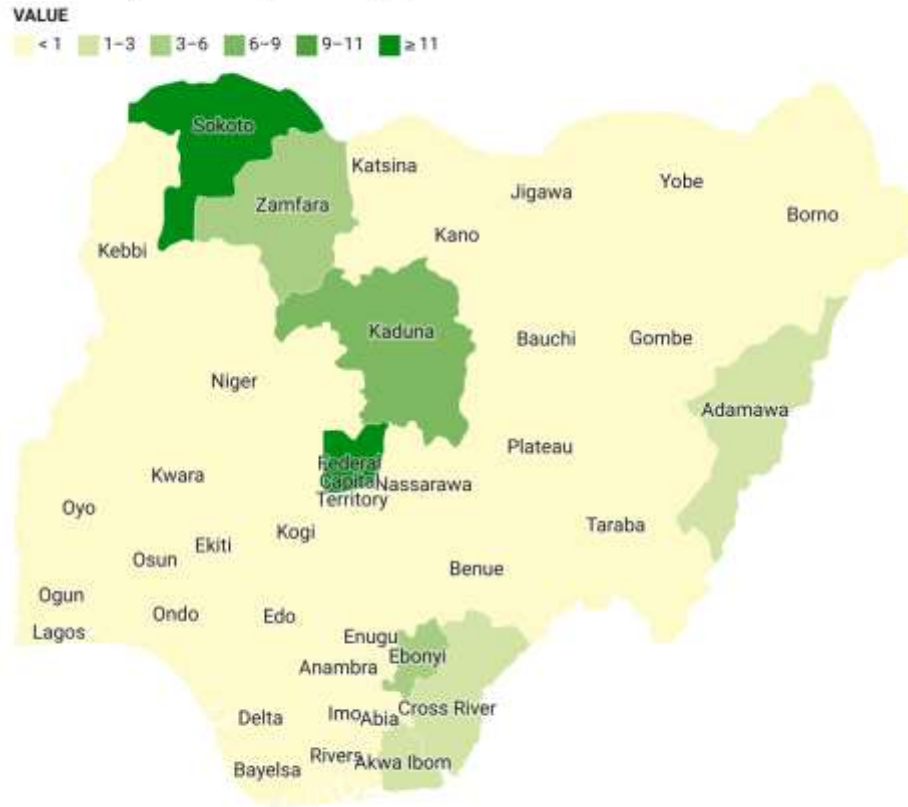 VALUE
< 1 1–3 3–6 6–9 9–11 ≥ 11
Sokoto
Katsina
Jigawa
Yobe
Zamfara
Borno
Kano
Kebbi
Kaduna
Bauchi
Gombe
Niger
Adamawa
Plateau
Federal
Capital
Territory
Nassarawa
Kwara
Oyo
Taraba
Kogi
Ekiti
Osun
Benue
Ogun
Ondo
Edo
Lagos
Enugu
Ebonyi
Anambra
Cross River
Delta
Imo
Abia
Rivers
Akwa Ibom
Bayelsa